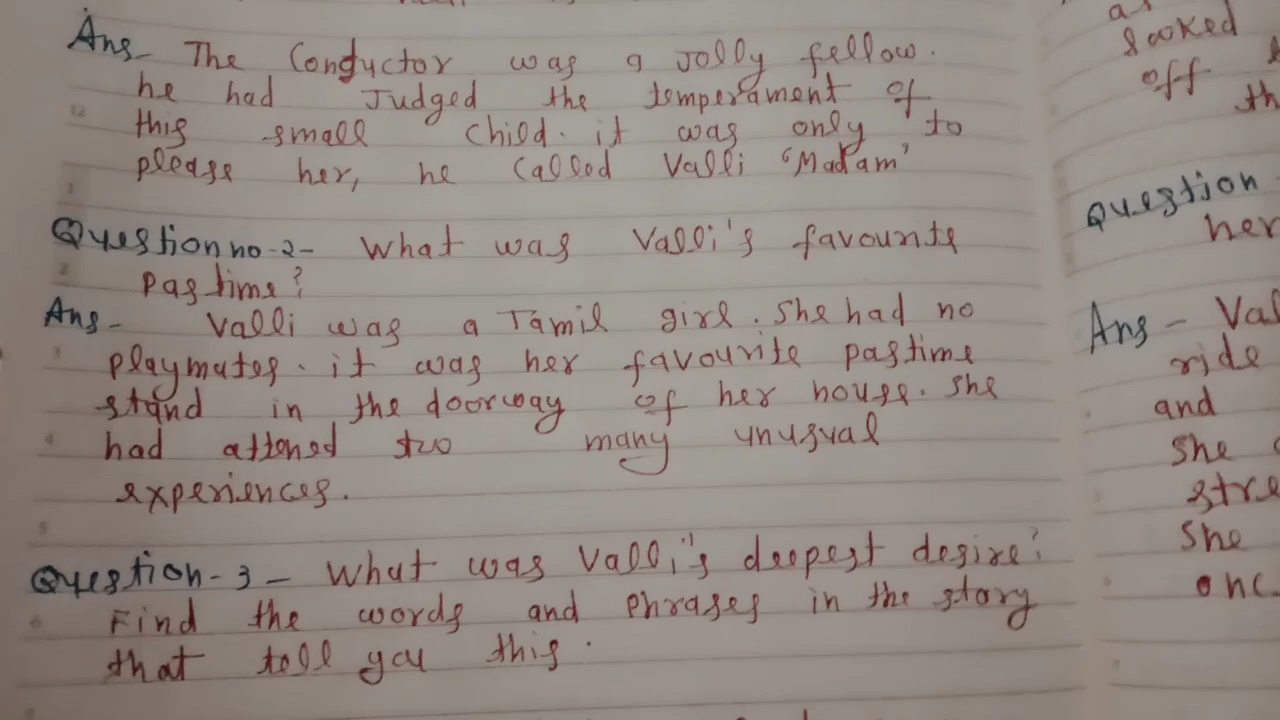 Ans- The Conductor was a Jolly fellow.
he had Judged the temperament of
this small child. it was only to
please her, he called Valli 'Madam'
Question no-2- What was Valli's favourite
Pastime?
Ans- Valli was a Tamil girl. She had no
playmates. it was her favourite pastime
stand in the doorway of her house. she
had attened two many unusual
experiences.
Question-3- What was Valli's deepest desire?
Find the words and phrases in the story
that tell you this.
looked
off
th
Question
her
Ans- Val
ride
and
she
stre
She
onc